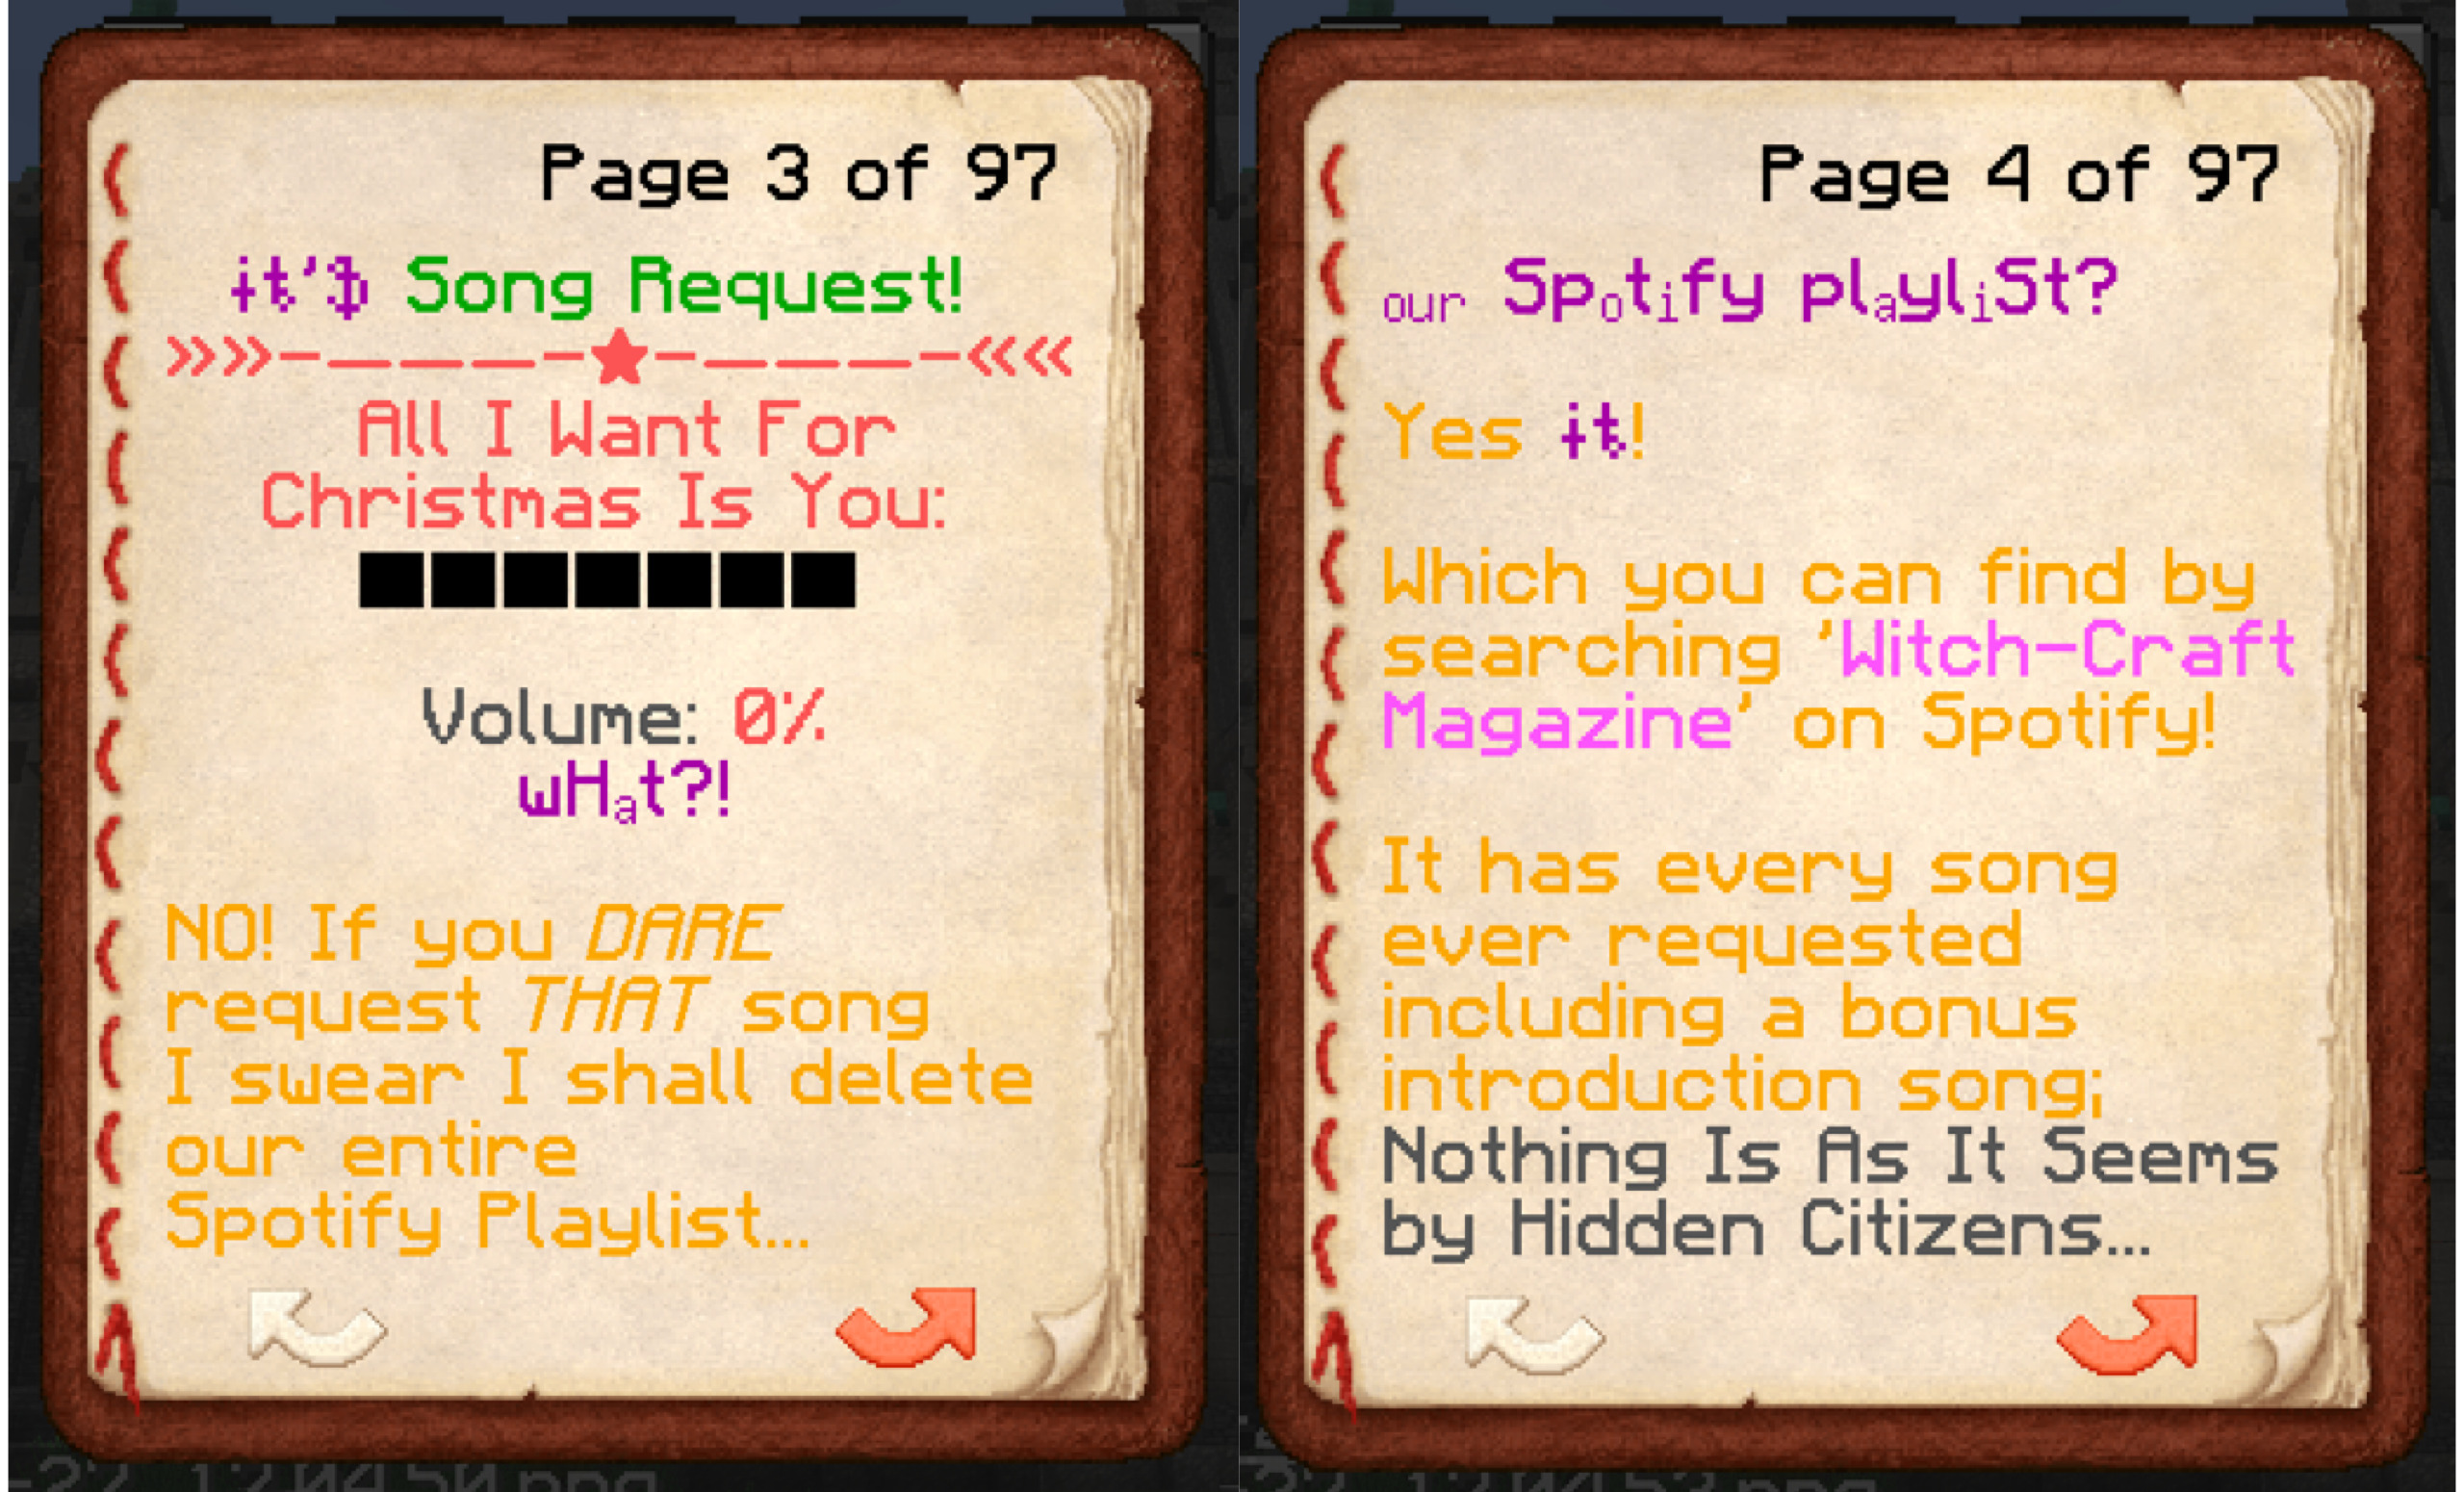 Page 3 of 97
it's Song Request!
»»-———-★-———-««
All I Want For
Christmas Is You:
■■■■■■■
Volume: 0%
wHat?!
NO! If you DARE
request THAT song
I swear I shall delete
our entire
Spotify Playlist...
Page 4 of 97
our Spotify playliSt?
Yes it!
Which you can find by
searching 'Witch-Craft
Magazine' on Spotify!
It has every song
ever requested
including a bonus
introduction song;
Nothing Is As It Seems
by Hidden Citizens...